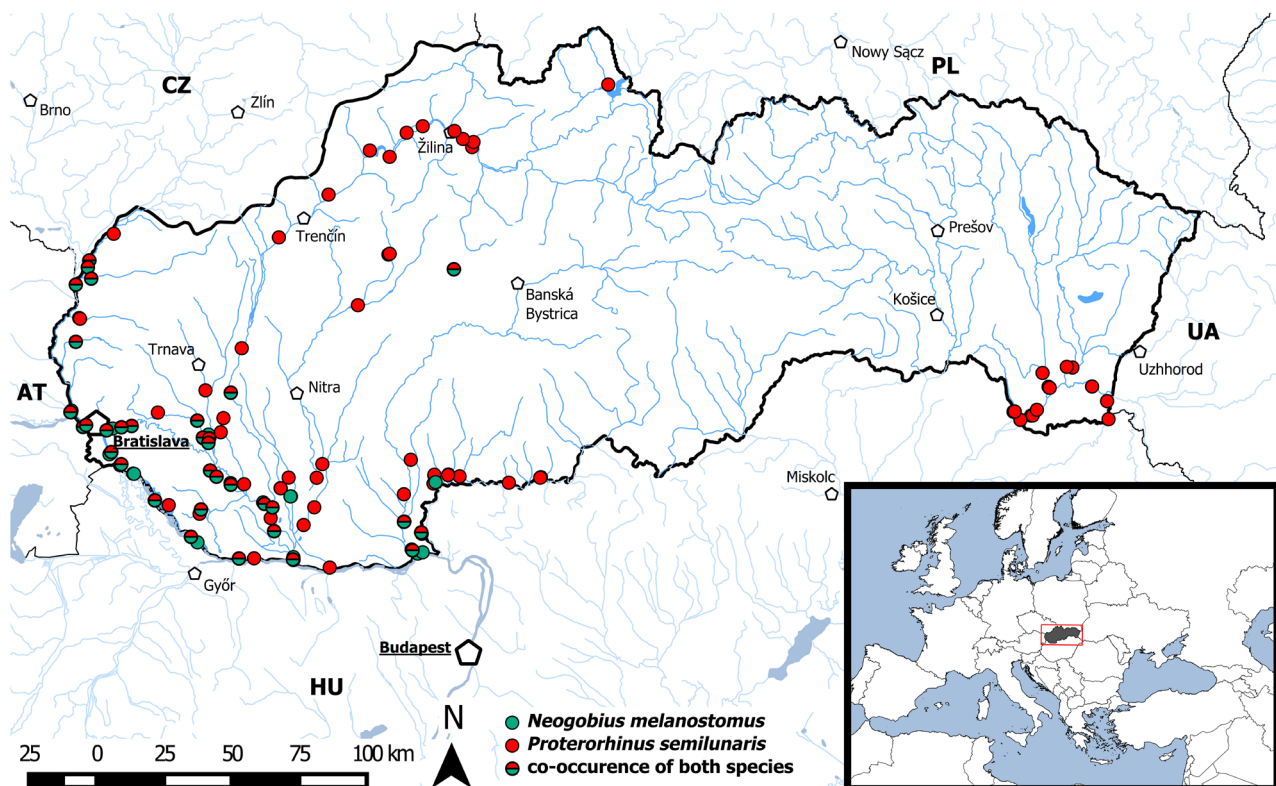 Nowy Sącz
PL
CZ
Brno
Zlín
Žilina
Trenčín
Prešov
Banská
Bystrica
Košice
UA
Uzhhorod
Trnava
Nitra
AT
Bratislava
Miskolc
Győr
Budapest
HU
N
Neogobius melanostomus
Proterorhinus semilunaris
co-occurence of both species
25 0 25 50 75 100 km